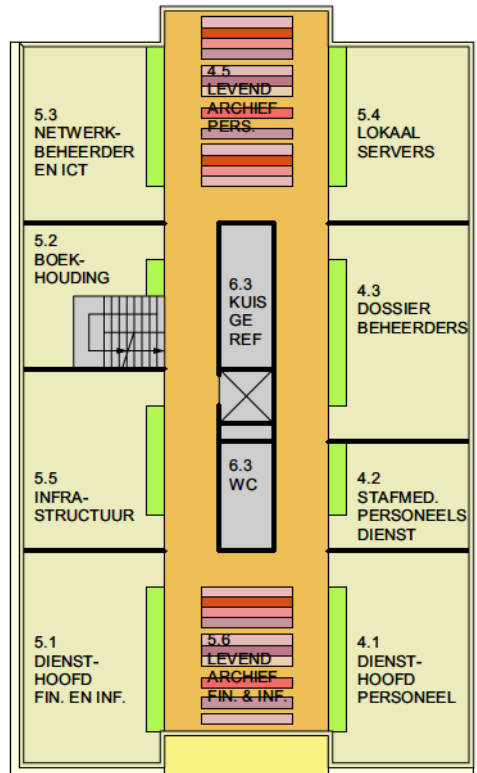 4.5
LEVEND
ARCHIEF
PERS.
5.3
NETWERK-
BEHEERDER
EN ICT
5.4
LOKAAL
SERVERS
5.2
BOEK-
HOUDING
6.3
KUIS
GE
REF
4.3
DOSSIER
BEHEERDERS
5.5
INFRA-
STRUCTUUR
6.3
WC
4.2
STAFMED.
PERSONEELS
DIENST
5.1
DIENST-
HOOFD
FIN. EN INF.
5.6
LEVEND
ARCHIEF
FIN. & INF.
4.1
DIENST-
HOOFD
PERSONEEL